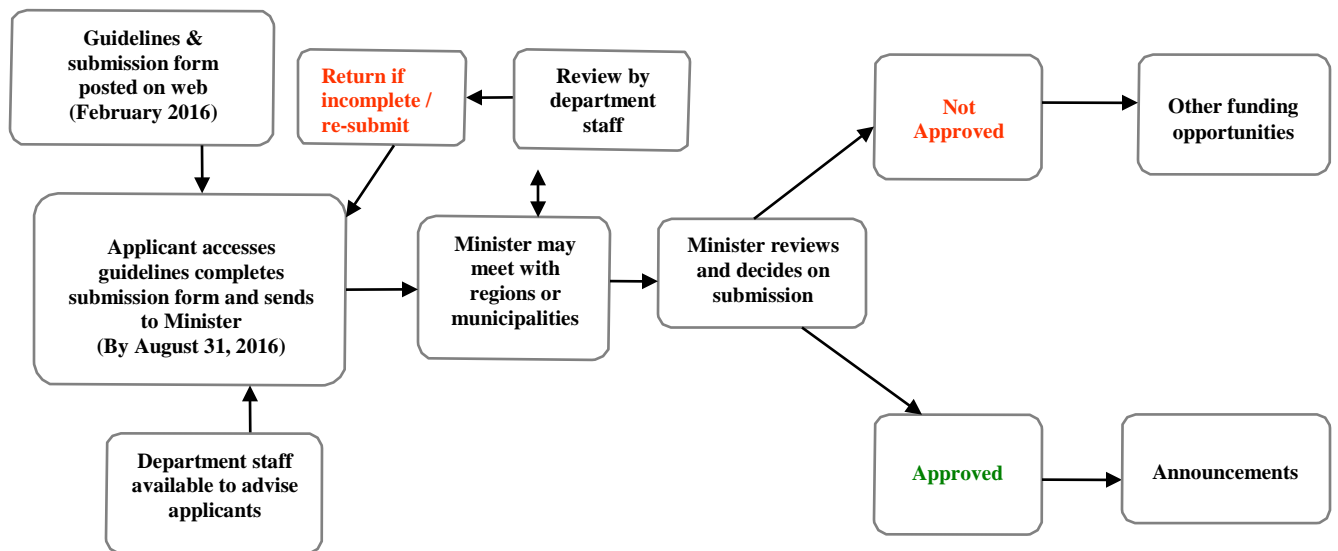 Guidelines &
submission form
posted on web
(February 2016)
Return if
incomplete /
re-submit
Review by
department
staff
Not
Approved
Other funding
opportunities
Applicant accesses
guidelines completes
submission form and sends
to Minister
(By August 31, 2016)
Minister may
meet with
regions or
municipalities
Minister reviews
and decides on
submission
Department staff
available to advise
applicants
Approved
Announcements